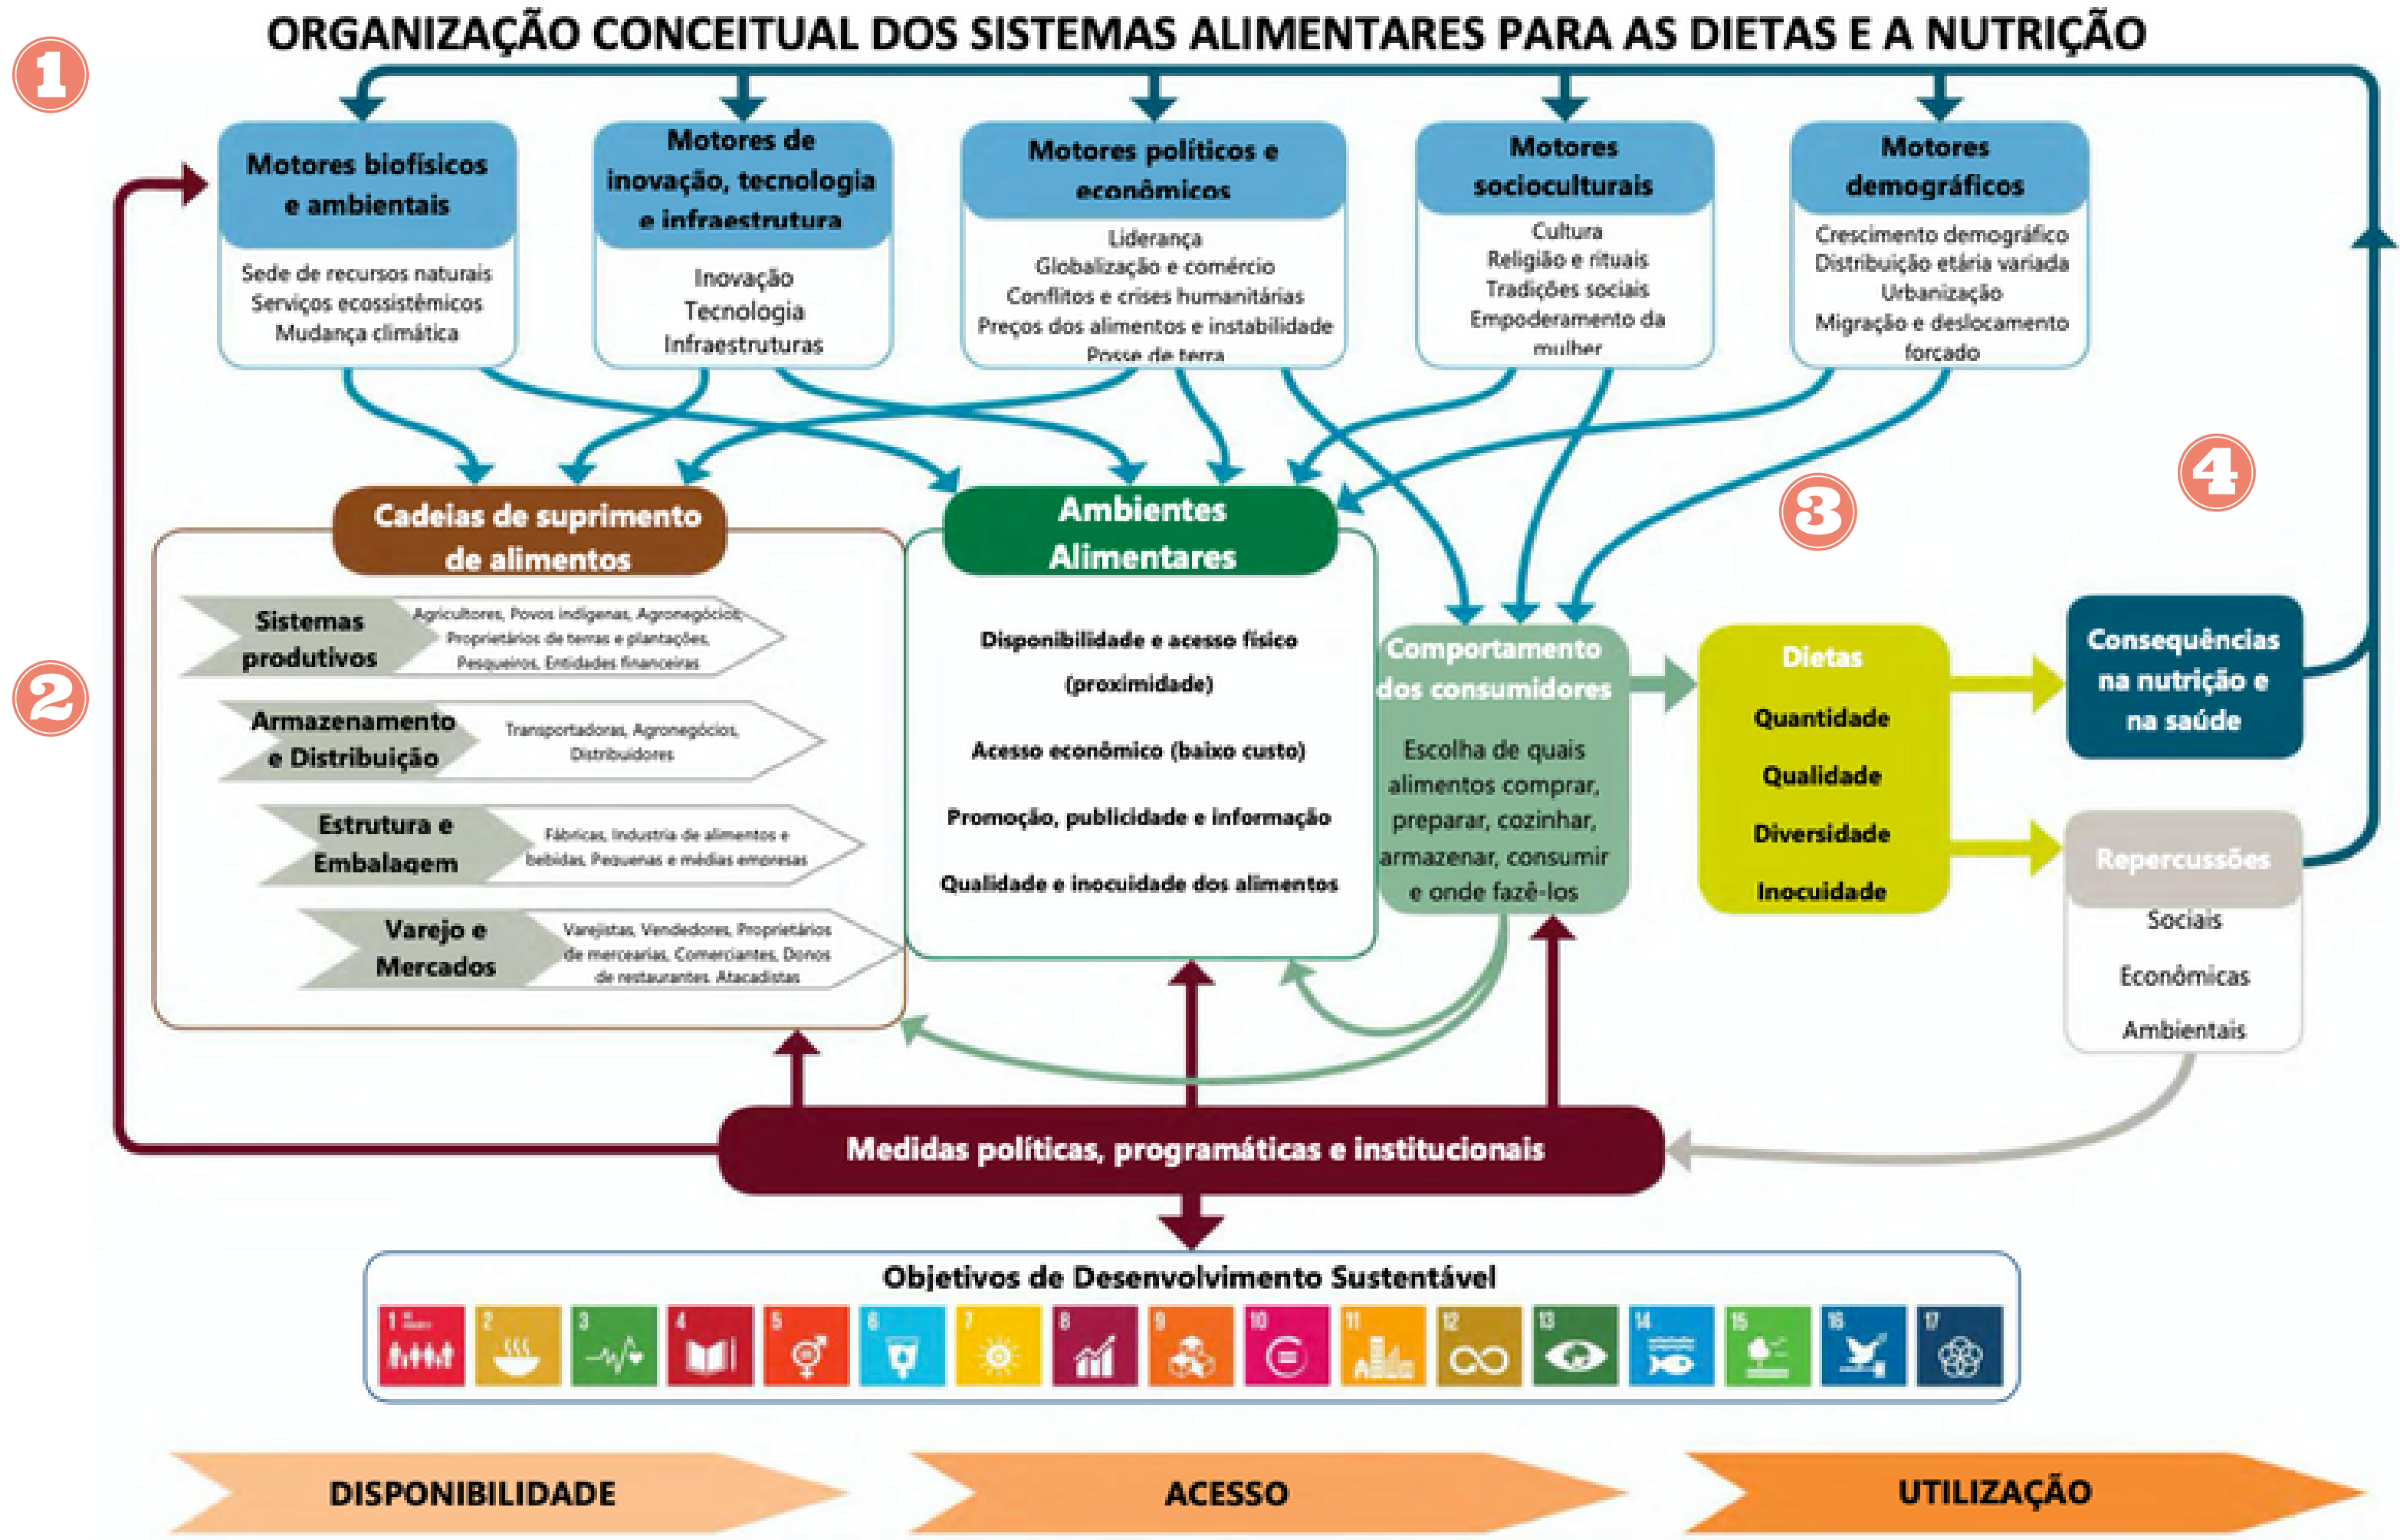 ORGANIZAÇÃO CONCEITUAL DOS SISTEMAS ALIMENTARES PARA AS DIETAS E A NUTRIÇÃO
1
Motores biofísicos
e ambientais
Sede de recursos naturais
Serviços ecossistêmicos
Mudança climática
Motores de
inovação, tecnologia
e infraestrutura
Inovação
Tecnologia
Infraestruturas
Motores políticos e
econômicos
Liderança
Globalização e comércio
Conflitos e crises humanitárias
Preços dos alimentos e instabilidade
Posse de terra
Motores
socioculturais
Cultura
Religião e rituais
Tradições sociais
Empoderamento da
mulher
Motores
demográficos
Crescimento demográfico
Distribuição etária variada
Urbanização
Migração e deslocamento
forçado
2
Cadeias de suprimento
de alimentos
Sistemas
produtivos
Agricultores, Povos indígenas, Agronegócios,
Proprietários de terras e plantações,
Pesqueiros, Entidades financeiras
Armazenamento
e Distribuição
Transportadoras, Agronegócios,
Distribuidores
Estrutura e
Embalagem
Fábricas, Industria de alimentos e
bebidas, Pequenas e médias empresas
Varejo e
Mercados
Varejistas, Vendedores, Proprietários
de mercearias, Comerciantes, Donos
de restaurantes. Atacadistas
Ambientes
Alimentares
Disponibilidade e acesso físico
(proximidade)
Acesso econômico (baixo custo)
Promoção, publicidade e informação
Qualidade e inocuidade dos alimentos
3
Comportamento
dos consumidores
Escolha de quais
alimentos comprar,
preparar, cozinhar,
armazenar, consumir
e onde fazê-los
Dietas
Quantidade
Qualidade
Diversidade
Inocuidade
4
Consequências
na nutrição e
na saúde
Repercussões
Sociais
Econômicas
Ambientais
Medidas políticas, programáticas e institucionais
Objetivos de Desenvolvimento Sustentável
1 2 3 4 5 6 7 8 9 10 11 12 13 14 15 16 17
DISPONIBILIDADE
ACESSO
UTILIZAÇÃO